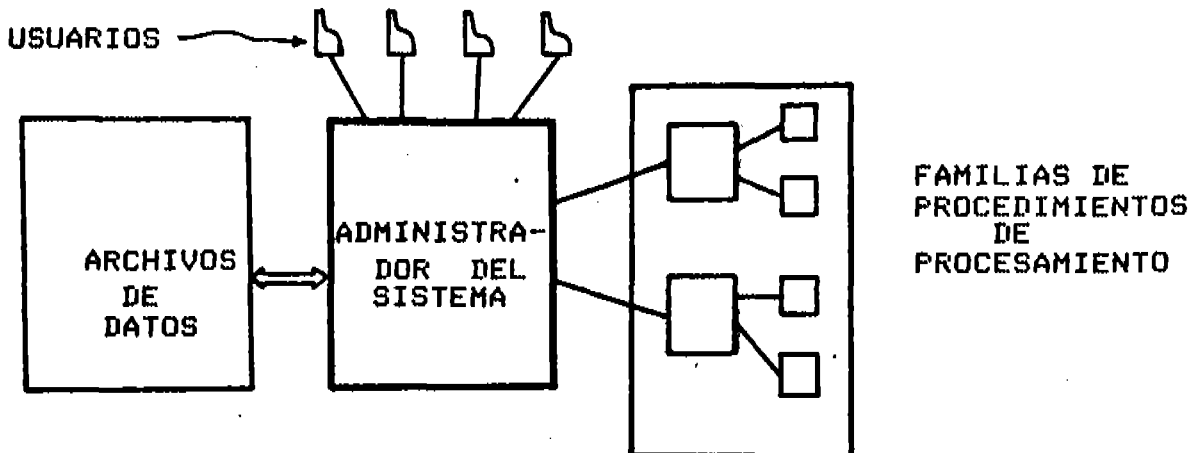 USUARIOS
ARCHIVOS
DE
DATOS
ADMINISTRA-
DOR DEL
SISTEMA
FAMILIAS DE
PROCEDIMIENTOS
DE
PROCESAMIENTO